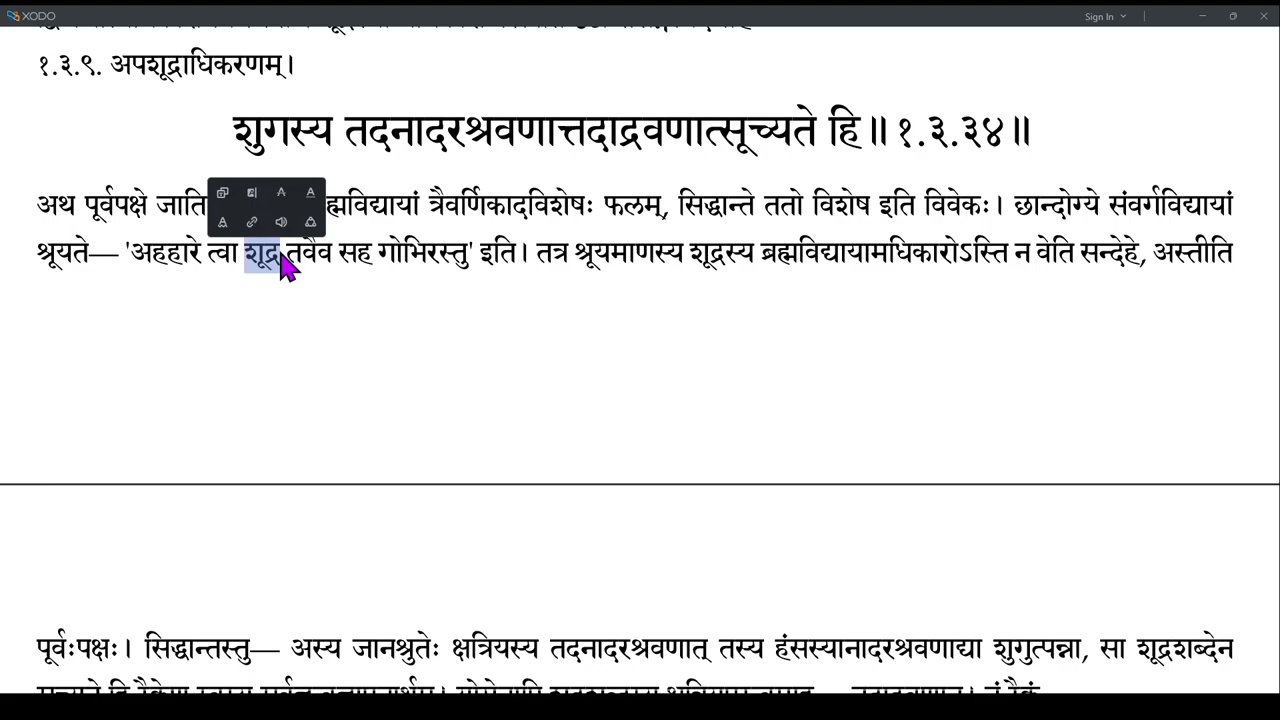 XODO
Sign In
१.३.९. अपशूद्राधिकरणम्।
शुगस्य तदनादरश्रवणात्तदाद्रवणात्सूच्यते हि॥१.३.३४॥
अथ पूर्वपक्षे जाति ह्मविद्यायां त्रैवर्णिकादविशेषः फलम्, सिद्धान्ते ततो विशेष इति विवेकः। छान्दोग्ये संवर्गविद्यायां
श्रूयते— 'अहहारे त्वा शूद्र तवैव सह गोभिरस्तु' इति। तत्र श्रूयमाणस्य शूद्रस्य ब्रह्मविद्यायामधिकारोऽस्ति न वेति सन्देहे, अस्तीति
पूर्वःपक्षः। सिद्धान्तस्तु— अस्य जानश्रुतेः क्षत्रियस्य तदनादरश्रवणात् तस्य हंसस्यानादरश्रवणाद्या शुगुत्पन्ना, सा शूद्रशब्देन